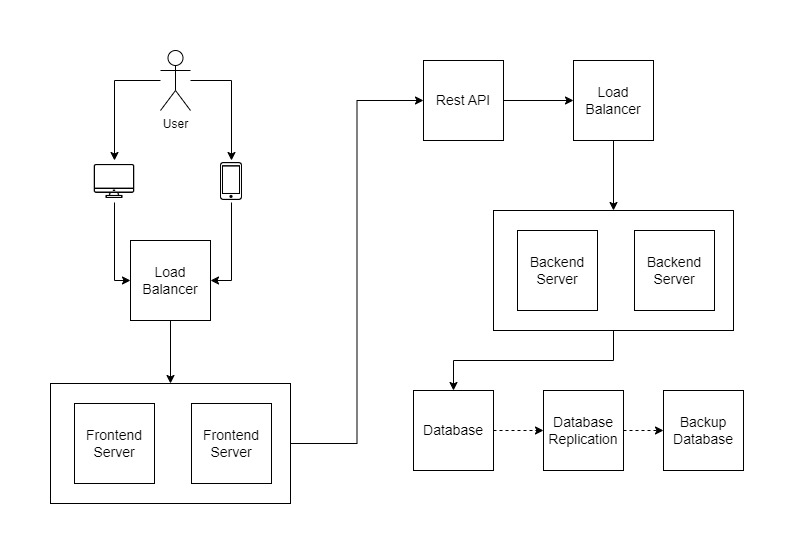 User
Load
Balancer
Frontend
Server
Frontend
Server
Rest API
Load
Balancer
Backend
Server
Backend
Server
Database
Database
Replication
Backup
Database